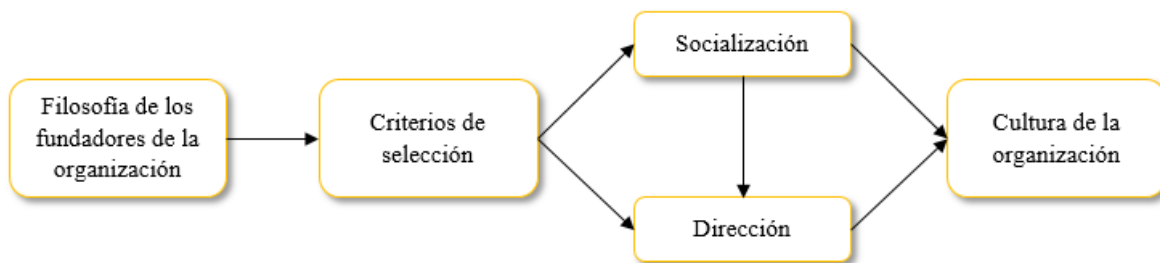 Filosofía de los
fundadores de la
organización
Criterios de
selección
Socialización
Dirección
Cultura de la
organización